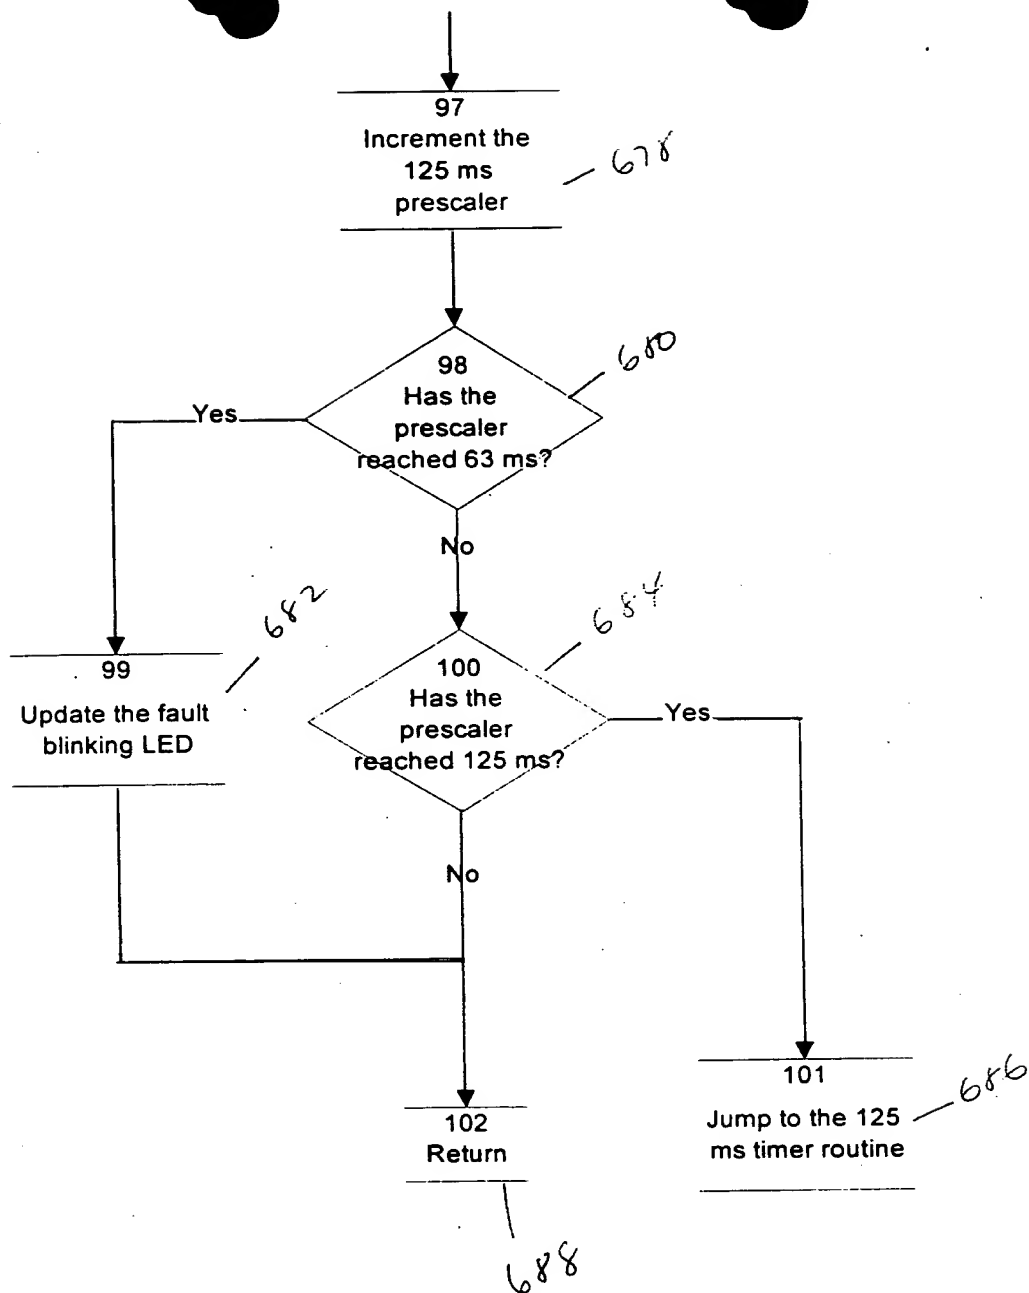 97
Increment the
125 ms
prescaler
678
98
Has the
prescaler
reached 63 ms?
680
Yes
No
682
684
99
Update the fault
blinking LED
100
Has the
prescaler
reached 125 ms?
Yes
No
101
Jump to the 125
ms timer routine
686
102
Return
688